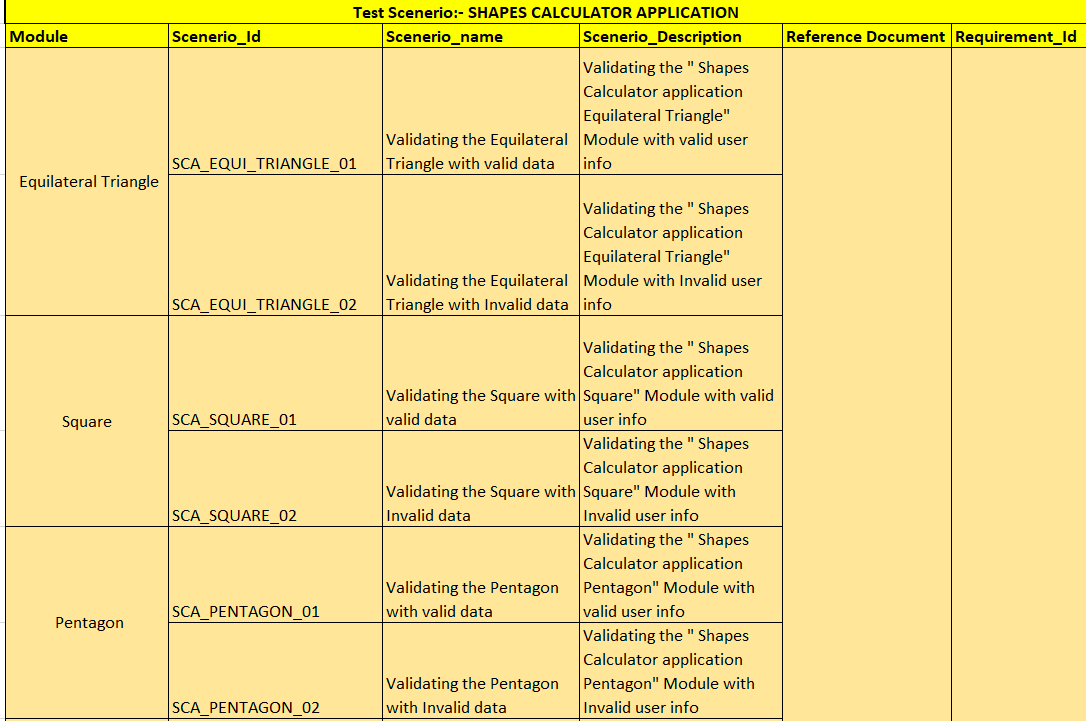 Test Scenerio:- SHAPES CALCULATOR APPLICATION
Module
Scenerio_Id
Scenerio_name
Scenerio_Description
Reference Document
Requirement_Id
Equilateral Triangle
SCA_EQUI_TRIANGLE_01
Validating the Equilateral
Triangle with valid data
Validating the " Shapes
Calculator application
Equilateral Triangle"
Module with valid user
info
SCA_EQUI_TRIANGLE_02
Validating the Equilateral
Triangle with Invalid data
Validating the " Shapes
Calculator application
Equilateral Triangle"
Module with Invalid user
info
Square
SCA_SQUARE_01
Validating the Square with
valid data
Validating the " Shapes
Calculator application
Square" Module with valid
user info
SCA_SQUARE_02
Validating the Square with
Invalid data
Validating the " Shapes
Calculator application
Square" Module with
Invalid user info
Pentagon
SCA_PENTAGON_01
Validating the Pentagon
with valid data
Validating the " Shapes
Calculator application
Pentagon" Module with
valid user info
SCA_PENTAGON_02
Validating the Pentagon
with Invalid data
Validating the " Shapes
Calculator application
Pentagon" Module with
Invalid user info